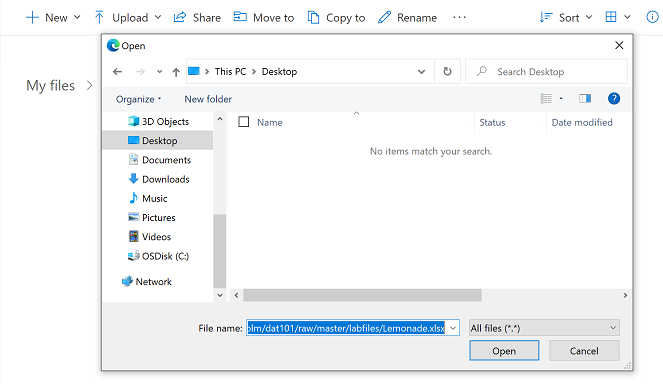 New Upload Share Move to Copy to Rename ··· Sort
Open
My files
This PC > Desktop Search Desktop
Organize New folder
Name Status Date modified
3D Objects
Desktop
Documents
Downloads
Music
Pictures
Videos
OSDisk (C:)
Network
No items match your search.
File name: olm/dat101/raw/master/labfiles/Lemonade.xlsx All files (*.*)
Open Cancel